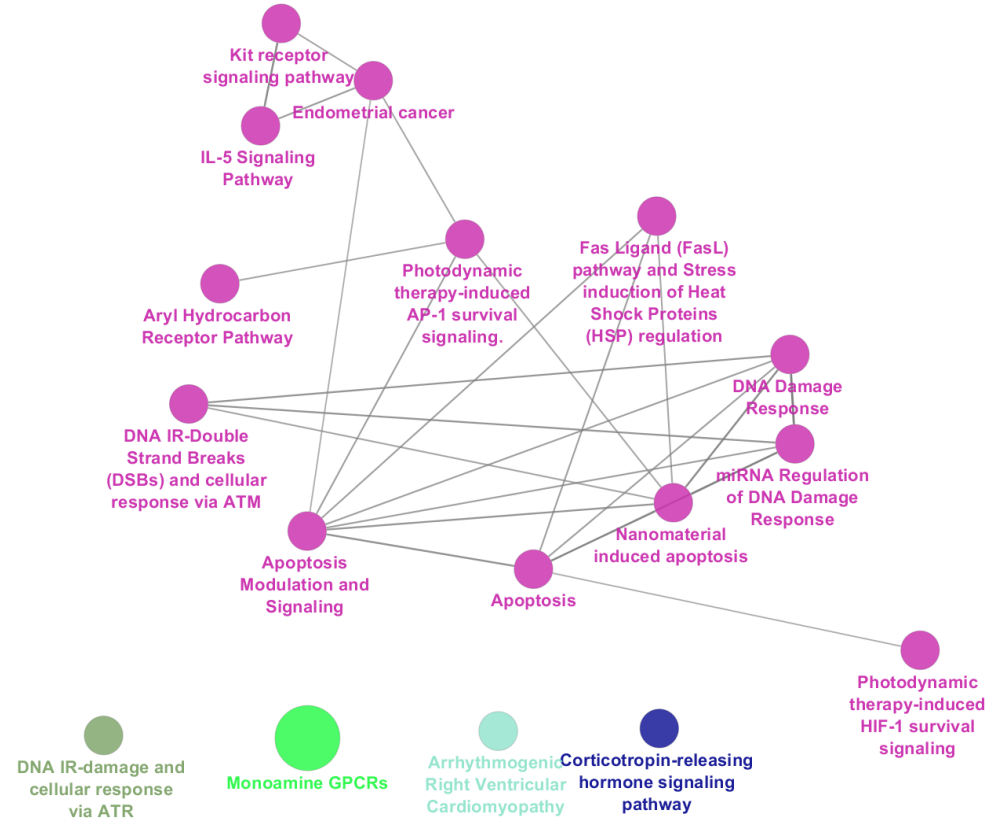 Kit receptor
signaling pathway
Endometrial cancer
IL-5 Signaling
Pathway
Photodynamic
therapy-induced
AP-1 survival
signaling.
Fas Ligand (FasL)
pathway and Stress
induction of Heat
Shock Proteins
(HSP) regulation
Aryl Hydrocarbon
Receptor Pathway
DNA Damage
Response
DNA IR-Double
Strand Breaks
(DSBs) and cellular
response via ATM
miRNA Regulation
of DNA Damage
Response
Nanomaterial
induced apoptosis
Apoptosis
Modulation and
Signaling
Apoptosis
Photodynamic
therapy-induced
HIF-1 survival
signaling
DNA IR-damage and
cellular response
via ATR
Monoamine GPCRs
Arrhythmogenic
Right Ventricular
Cardiomyopathy
Corticotropin-releasing
hormone signaling
pathway